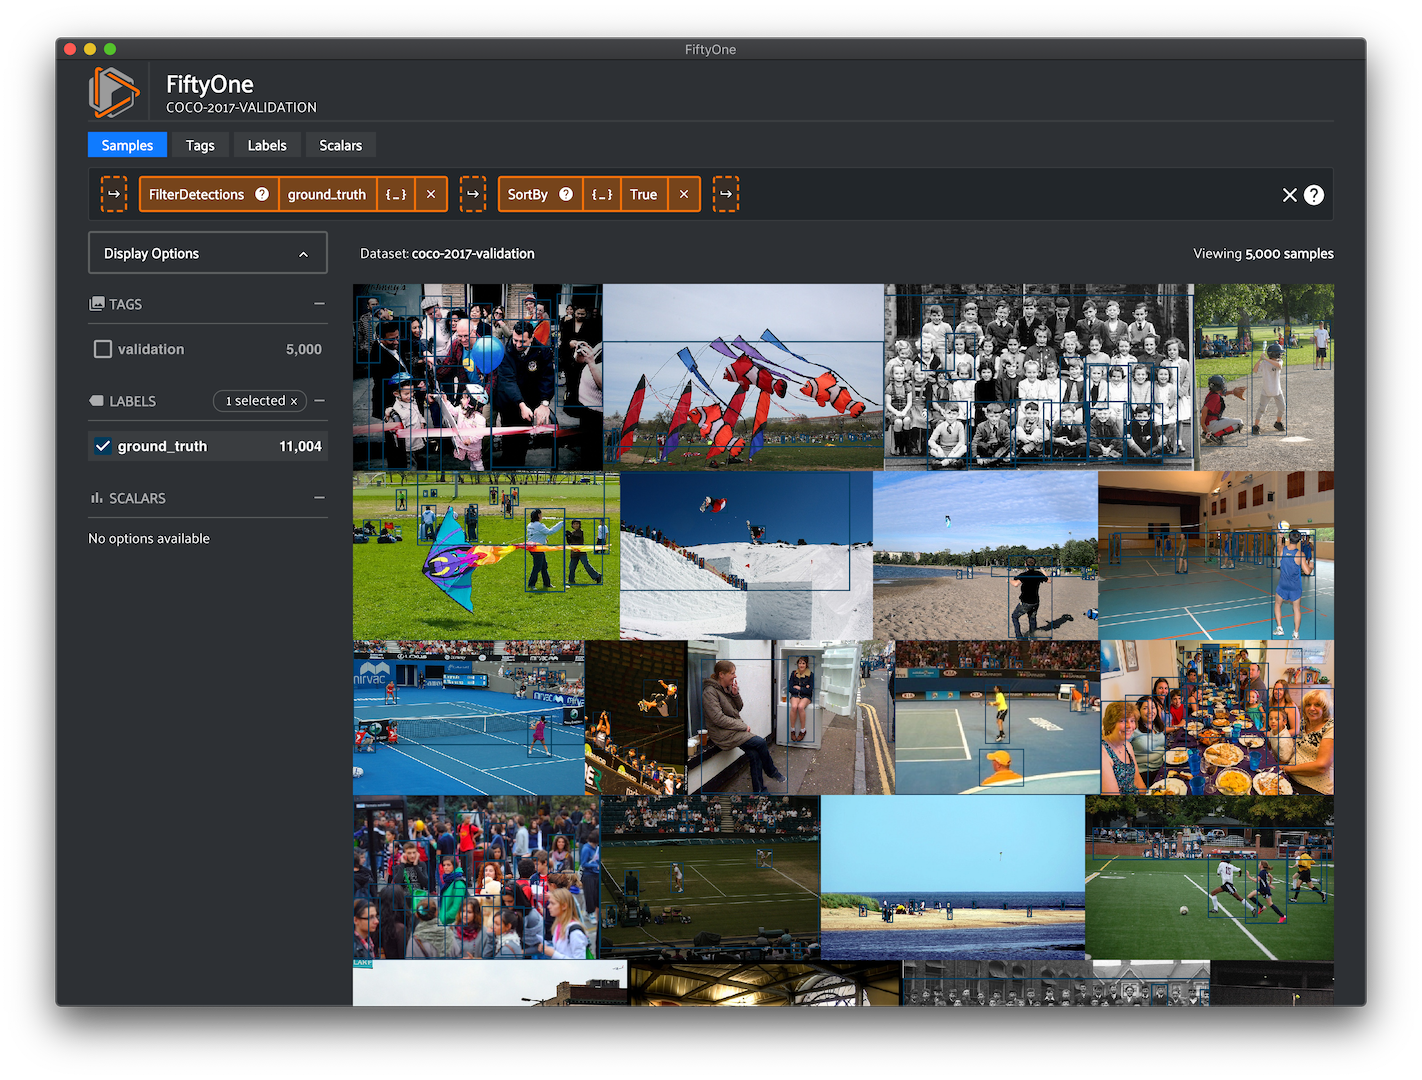 FiftyOne
FiftyOne
COCO-2017-VALIDATION
Samples Tags Labels Scalars
FilterDetections ? ground_truth {...} × SortBy ? {...} True × × ?
Display Options
Dataset: coco-2017-validation
Viewing 5,000 samples
TAGS
validation 5,000
LABELS 1 selected ×
ground_truth 11,004
SCALARS
No options available
mirvac